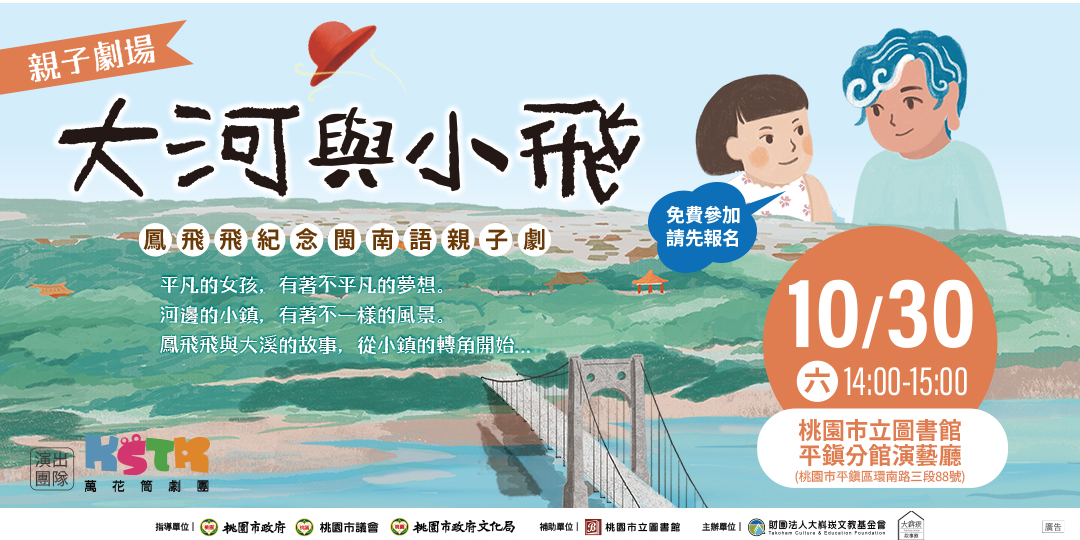 親子劇場
大河與小飛
鳳飛飛紀念閩南語親子劇
平凡的女孩，有著不平凡的夢想。
河邊的小鎮，有著不一樣的風景。
鳳飛飛與大溪的故事，從小鎮的轉角開始...
免費參加
請先報名
10/30
六 14:00-15:00
桃園市立圖書館
平鎮分館演藝廳
(桃園市平鎮區環南路三段88號)
演出
團隊
KSTK
萬花筒劇團
指導單位 | 桃園市政府 桃園市議會 桃園市政府文化局 補助單位 | 桃園市立圖書館 主辦單位 | 財團法人大嵙崁文教基金會
Takoham Culture & Education Foundation
大嵙崁
故事館
廣告